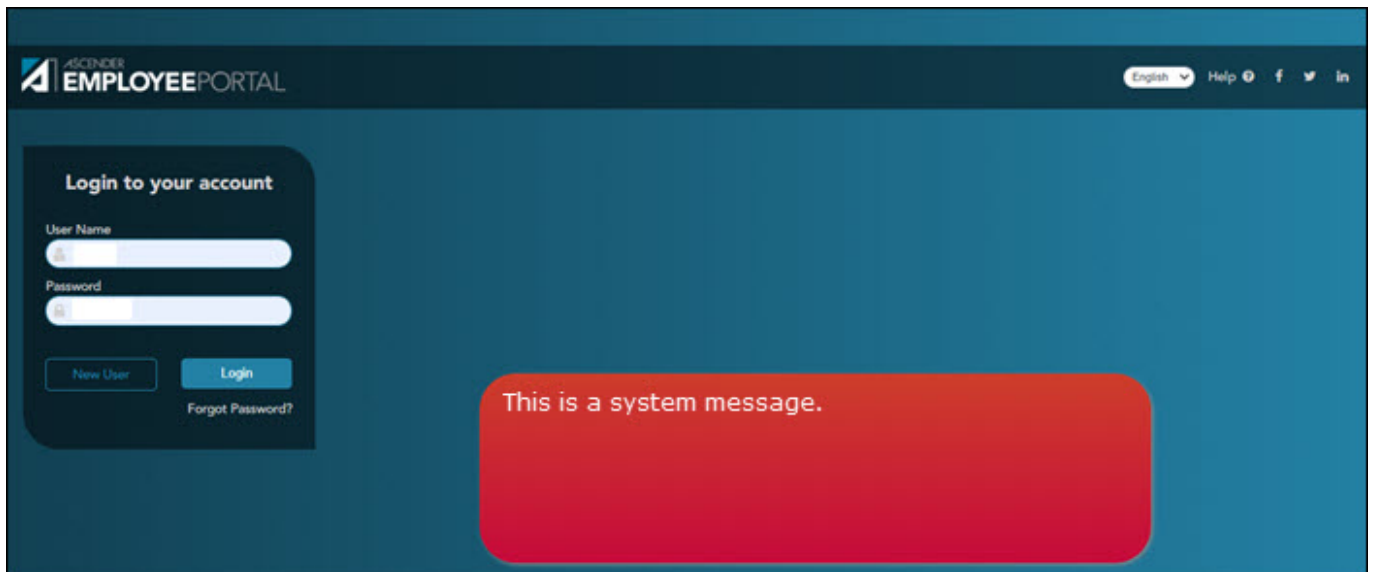 ASCENDER
EMPLOYEEPORTAL
English
Help
Login to your account
User Name
Password
New User
Login
Forgot Password?
This is a system message.